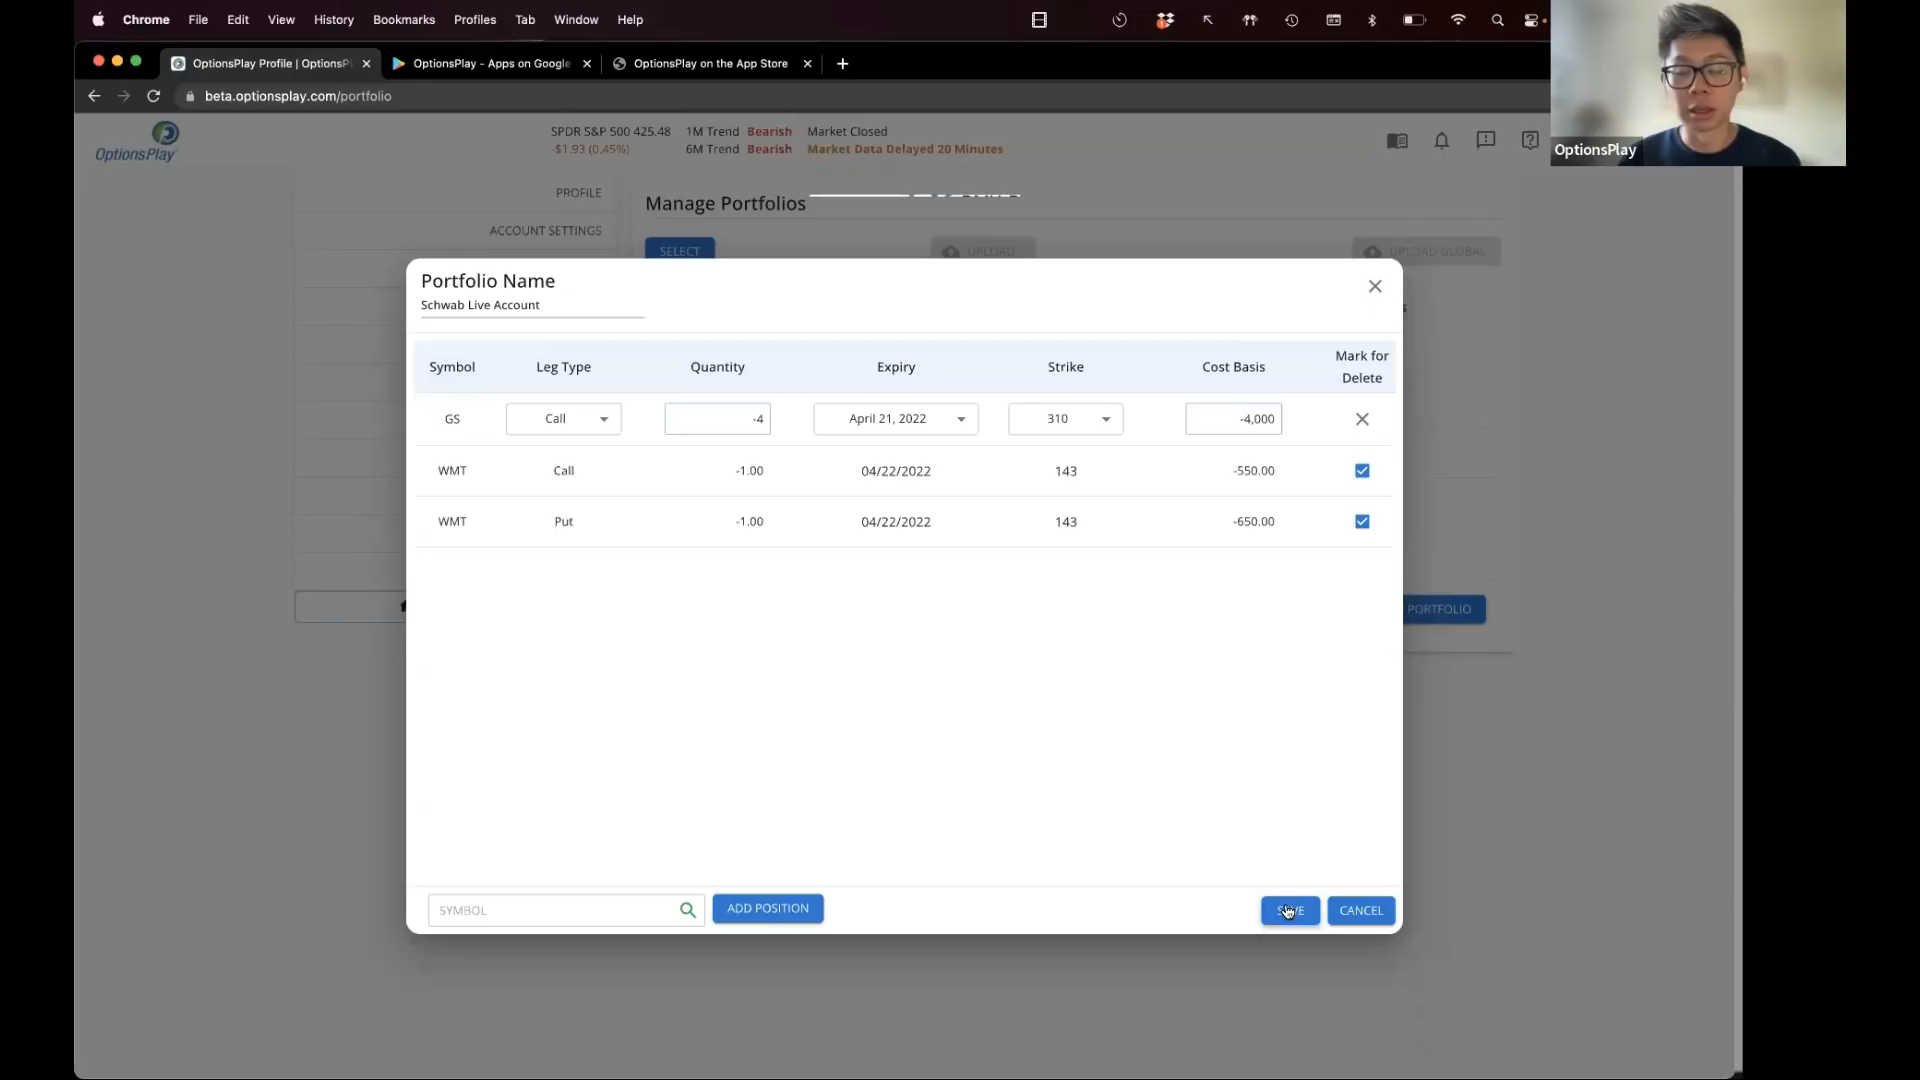 Chrome File Edit View History Bookmarks Profiles Tab Window Help
OptionsPlay Profile | OptionsPl
OptionsPlay - Apps on Google
OptionsPlay on the App Store
beta.optionsplay.com/portfolio
OptionsPlay
SPDR S&P 500 425.48 1M Trend Bearish Market Closed
-$1.93 (0.45%) 6M Trend Bearish Market Data Delayed 20 Minutes
OptionsPlay
PROFILE
ACCOUNT SETTINGS
Manage Portfolios
SELECT
UPLOAD
UPLOAD GLOBAL
Portfolio Name
Schwab Live Account
Symbol Leg Type Quantity Expiry Strike Cost Basis Mark for Delete
GS Call -4 April 21, 2022 310 -4,000
WMT Call -1.00 04/22/2022 143 -550.00
WMT Put -1.00 04/22/2022 143 -650.00
PORTFOLIO
SYMBOL
ADD POSITION
CANCEL